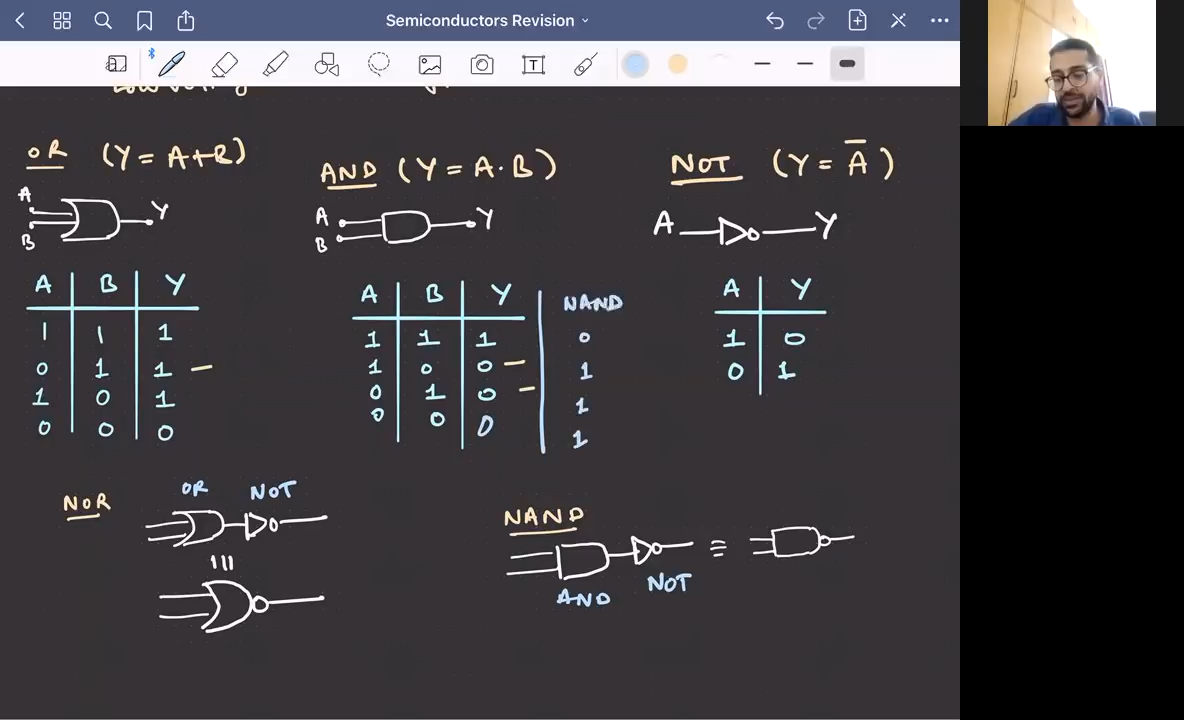 Semiconductors Revision
T
OR (Y = A+B)
AND (Y = A·B)
NOT (Y = A̅)
A
B
Y
A
B
Y
A
Y
A B Y
1 1 1
0 1 1 –
1 0 1
0 0 0
A B Y NAND
1 1 1 0
1 0 0 – 1
0 1 0 – 1
0 0 0 1
A Y
1 0
0 1
NOR
OR NOT
≡
NAND
≡
AND NOT